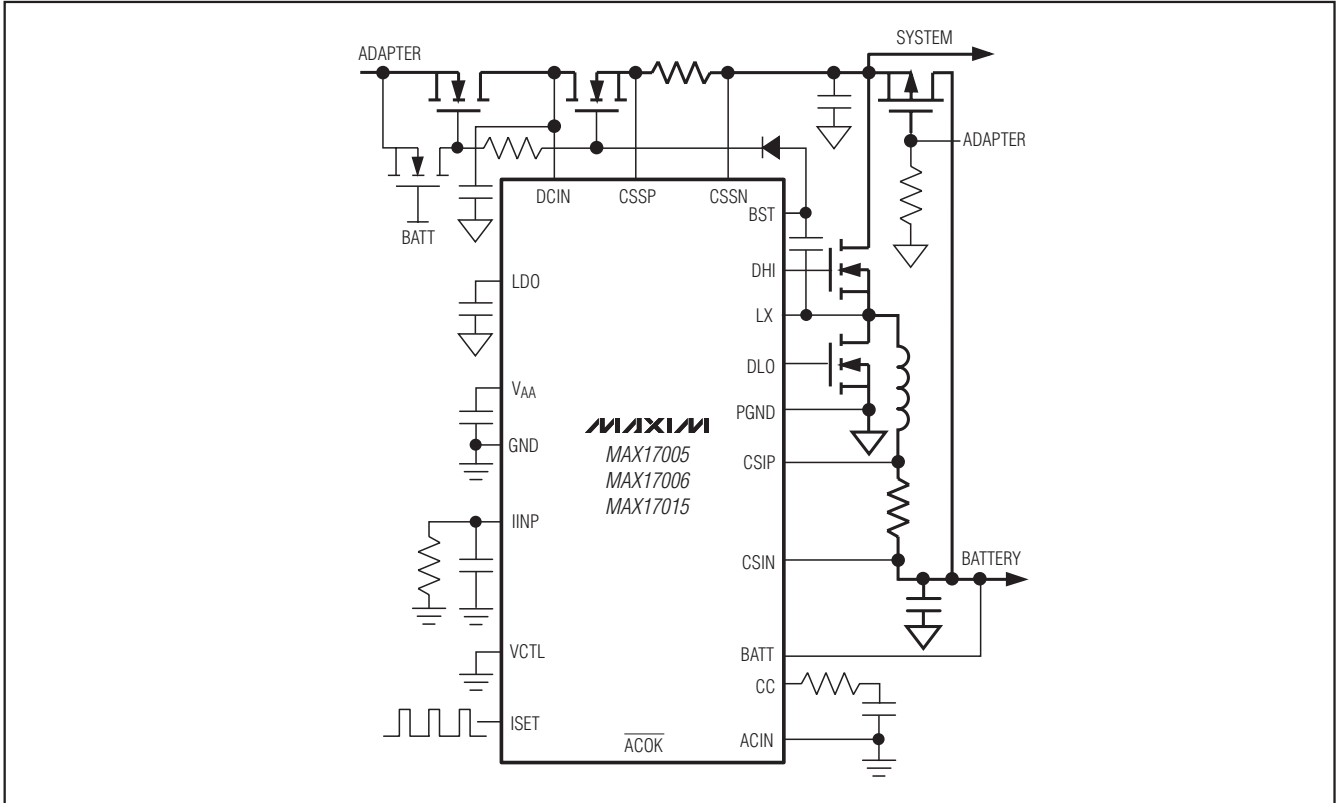 SYSTEM
ADAPTER
ADAPTER
BATT
DCIN
CSSP
CSSN
BST
DHI
LX
DLO
PGND
CSIP
CSIN
BATTERY
BATT
CC
ACIN
LDO
VAA
GND
IINP
VCTL
ISET
ACOK
MAXIM
MAX17005
MAX17006
MAX17015